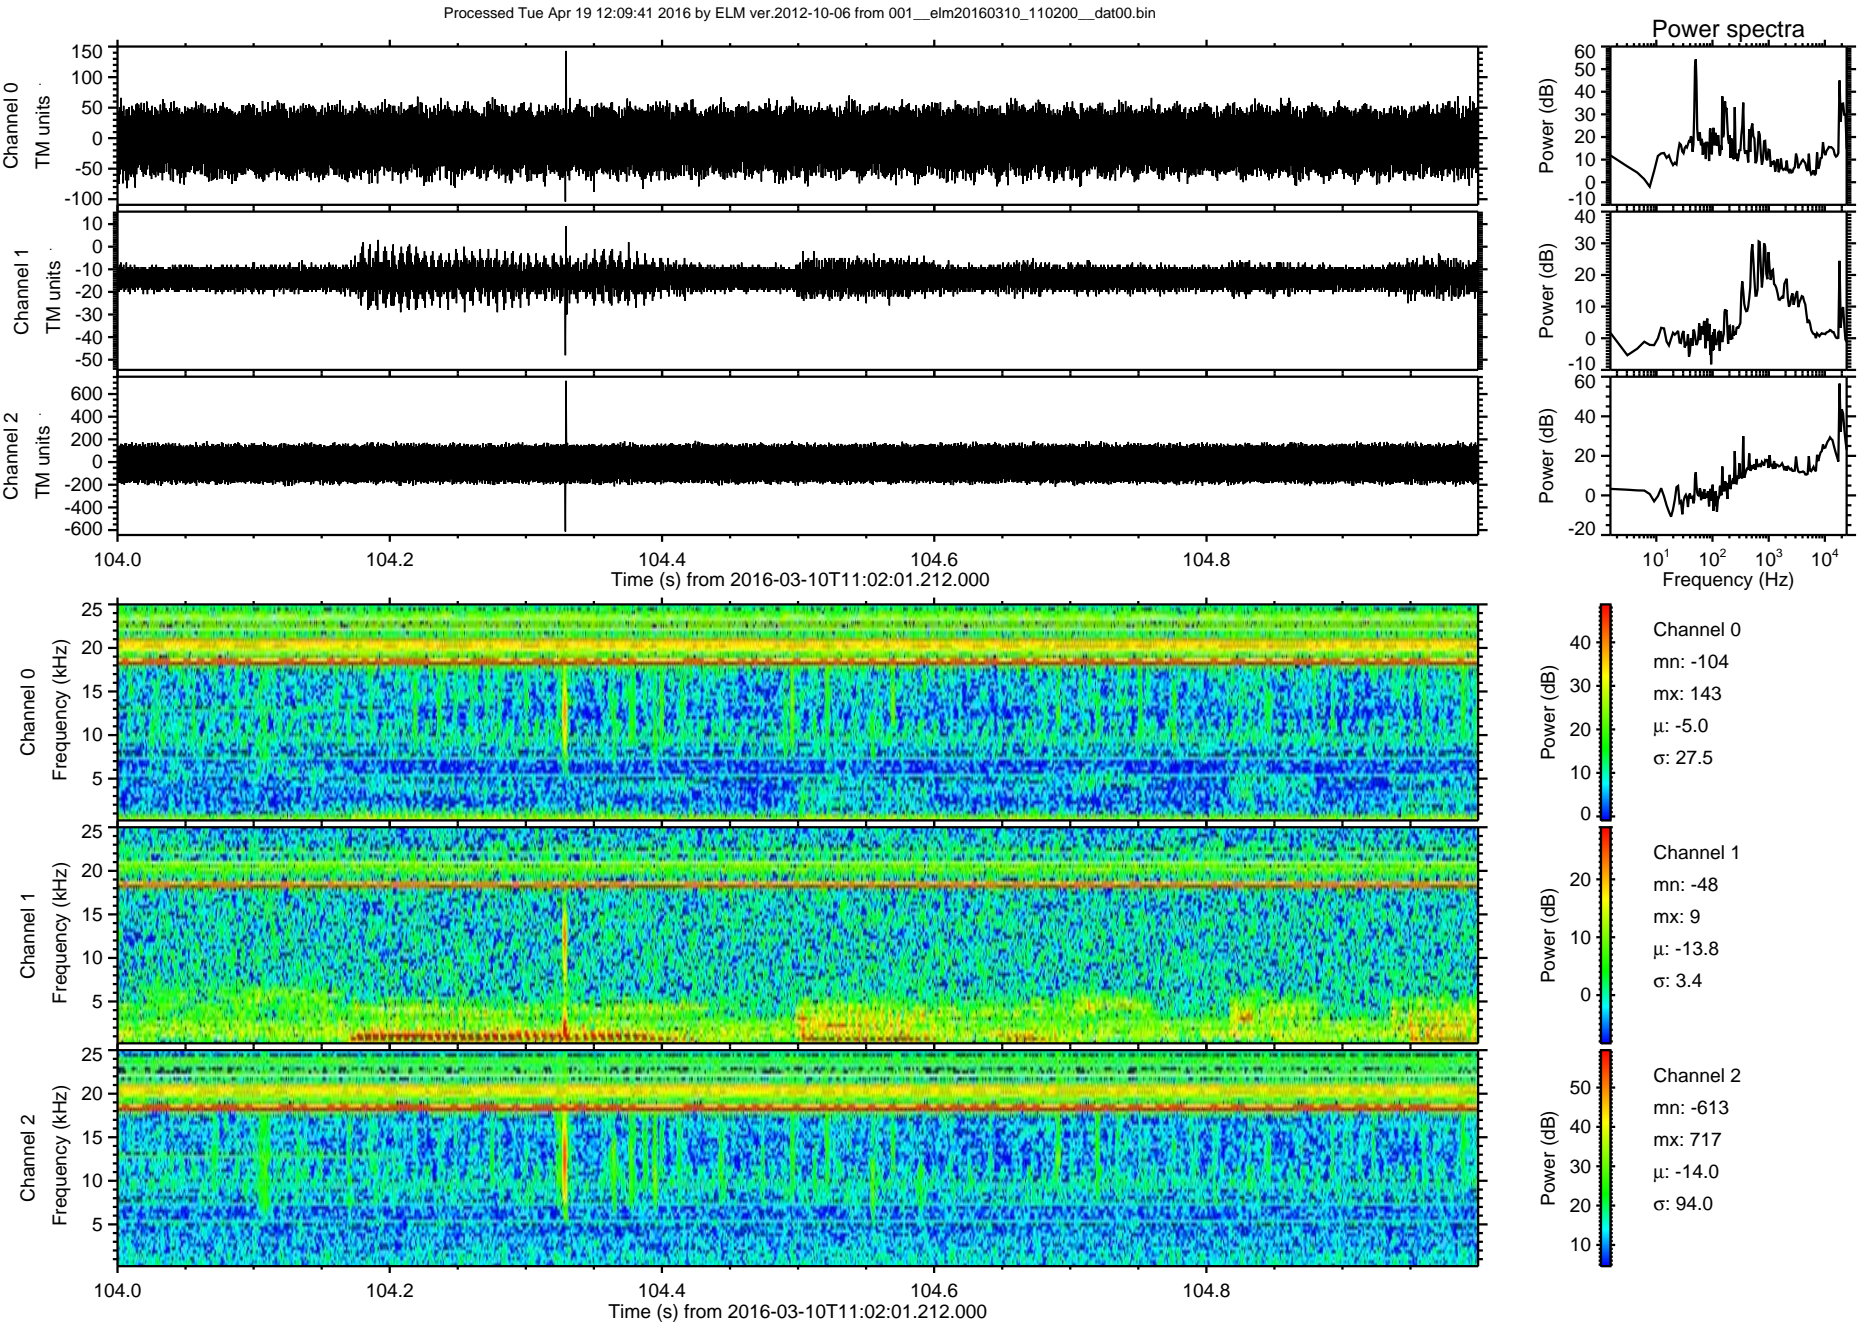 Processed Tue Apr 19 12:09:41 2016 by ELM ver.2012-10-06 from 001__elm20160310_110200__dat00.bin
Power spectra
Channel 0
TM units
150
100
50
0
-50
-100
Power (dB)
60
50
40
30
20
10
0
-10
Channel 1
TM units
10
0
-10
-20
-30
-40
-50
Power (dB)
40
30
20
10
0
-10
Channel 2
TM units
600
400
200
0
-200
-400
-600
Power (dB)
60
40
20
0
-20
104.0 104.2 104.4 104.6 104.8
Time (s) from 2016-03-10T11:02:01.212.000
10^1 10^2 10^3 10^4
Frequency (Hz)
Channel 0
Frequency (kHz)
25
20
15
10
5
Power (dB)
40
30
20
10
0
Channel 0
mn: -104
mx: 143
μ: -5.0
σ: 27.5
Channel 1
Frequency (kHz)
25
20
15
10
5
Power (dB)
20
10
0
Channel 1
mn: -48
mx: 9
μ: -13.8
σ: 3.4
Channel 2
Frequency (kHz)
25
20
15
10
5
Power (dB)
50
40
30
20
10
Channel 2
mn: -613
mx: 717
μ: -14.0
σ: 94.0
104.0 104.2 104.4 104.6 104.8
Time (s) from 2016-03-10T11:02:01.212.000